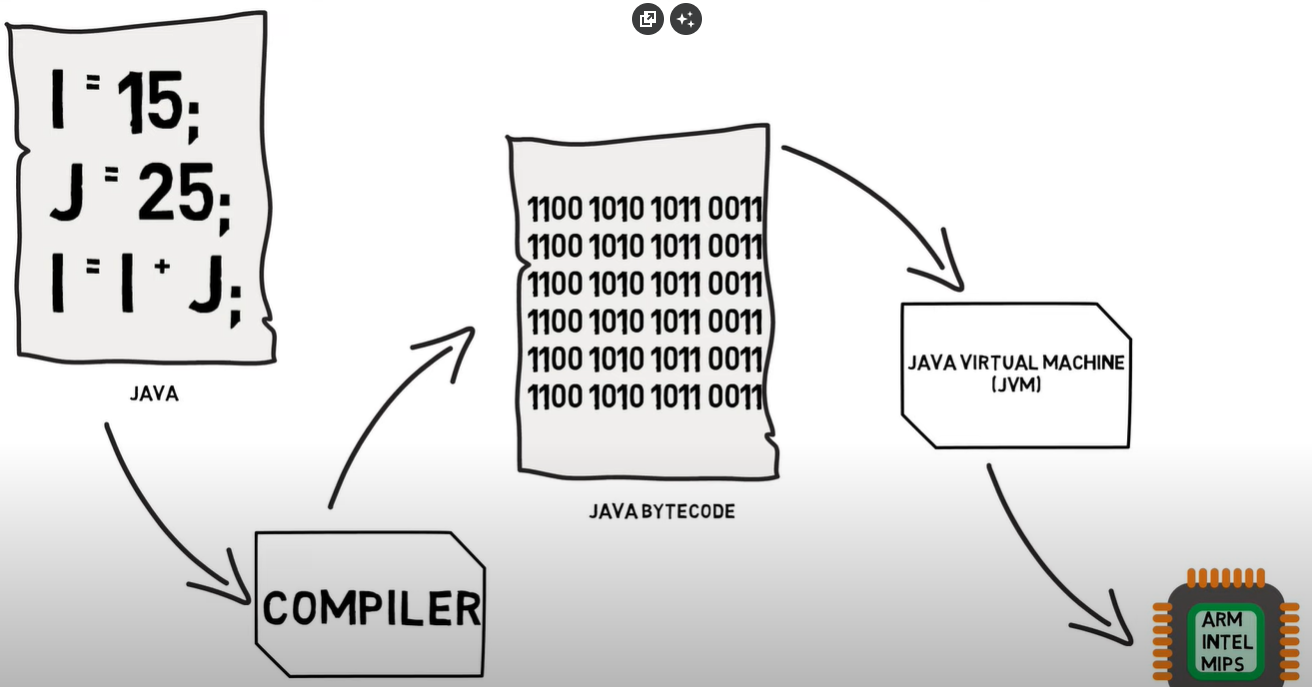 I = 15;
J = 25;
I = I + J;
JAVA
COMPILER
1100 1010 1011 0011
1100 1010 1011 0011
1100 1010 1011 0011
1100 1010 1011 0011
1100 1010 1011 0011
1100 1010 1011 0011
JAVA BYTECODE
JAVA VIRTUAL MACHINE
(JVM)
ARM
INTEL
MIPS